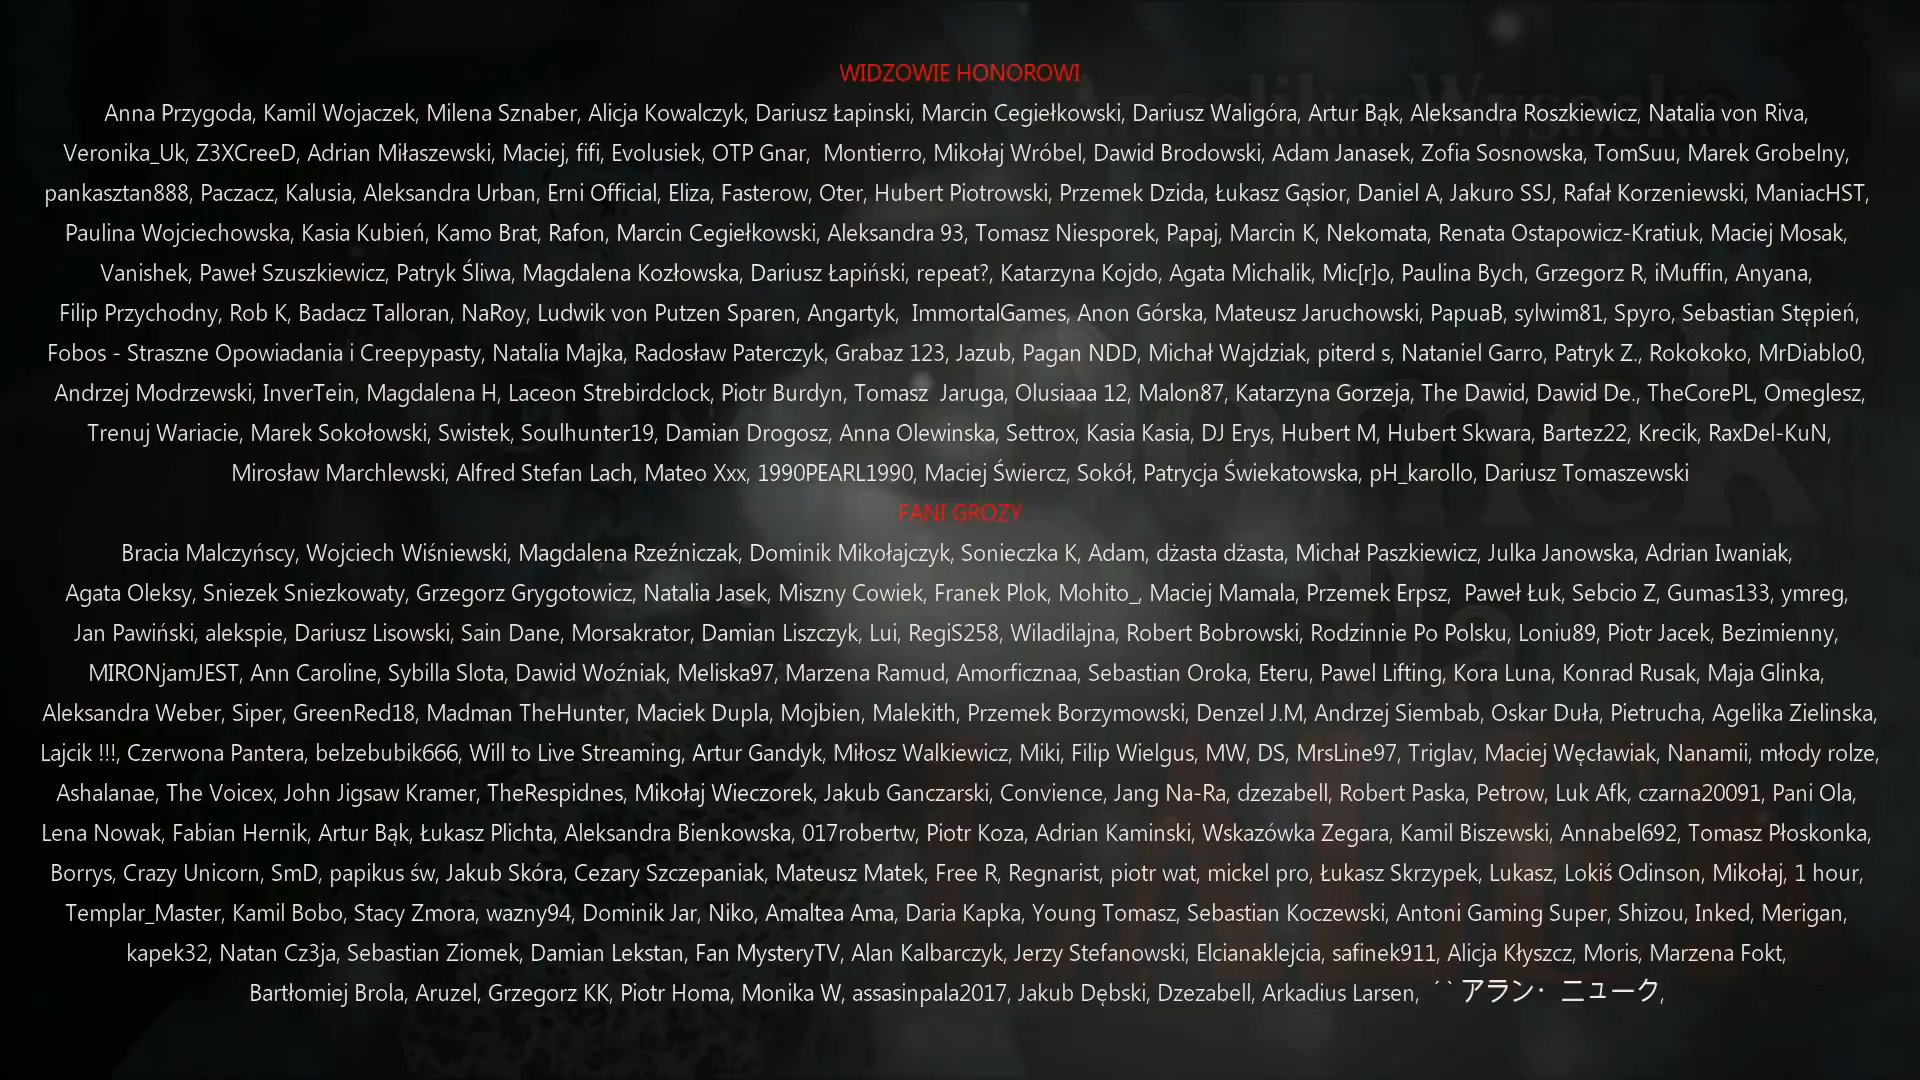 WIDZOWIE HONOROWI
Anna Przygoda, Kamil Wojaczek, Milena Sznaber, Alicja Kowalczyk, Dariusz Łapinski, Marcin Cegiełkowski, Dariusz Waligóra, Artur Bąk, Aleksandra Roszkiewicz, Natalia von Riva,
Veronika_Uk, Z3XCreeD, Adrian Miłaszewski, Maciej, fifi, Evolusiek, OTP Gnar,  Montierro, Mikołaj Wróbel, Dawid Brodowski, Adam Janasek, Zofia Sosnowska, TomSuu, Marek Grobelny,
pankasztan888, Paczacz, Kalusia, Aleksandra Urban, Erni Official, Eliza, Fasterow, Oter, Hubert Piotrowski, Przemek Dzida, Łukasz Gąsior, Daniel A, Jakuro SSJ, Rafał Korzeniewski, ManiacHST,
Paulina Wojciechowska, Kasia Kubień, Kamo Brat, Rafon, Marcin Cegiełkowski, Aleksandra 93, Tomasz Niesporek, Papaj, Marcin K, Nekomata, Renata Ostapowicz-Kratiuk, Maciej Mosak,
Vanishek, Paweł Szuszkiewicz, Patryk Śliwa, Magdalena Kozłowska, Dariusz Łapiński, repeat?, Katarzyna Kojdo, Agata Michalik, Mic[r]o, Paulina Bych, Grzegorz R, iMuffin, Anyana,
Filip Przychodny, Rob K, Badacz Talloran, NaRoy, Ludwik von Putzen Sparen, Angartyk,  ImmortalGames, Anon Górska, Mateusz Jaruchowski, PapuaB, sylwim81, Spyro, Sebastian Stępień,
Fobos - Straszne Opowiadania i Creepypasty, Natalia Majka, Radosław Paterczyk, Grabaz 123, Jazub, Pagan NDD, Michał Wajdziak, piterd s, Nataniel Garro, Patryk Z., Rokokoko, MrDiablo0,
Andrzej Modrzewski, InverTein, Magdalena H, Laceon Strebirdclock, Piotr Burdyn, Tomasz  Jaruga, Olusiaaa 12, Malon87, Katarzyna Gorzeja, The Dawid, Dawid De., TheCorePL, Omeglesz,
Trenuj Wariacie, Marek Sokołowski, Swistek, Soulhunter19, Damian Drogosz, Anna Olewinska, Settrox, Kasia Kasia, DJ Erys, Hubert M, Hubert Skwara, Bartez22, Krecik, RaxDel-KuN,
Mirosław Marchlewski, Alfred Stefan Lach, Mateo Xxx, 1990PEARL1990, Maciej Świercz, Sokół, Patrycja Świekatowska, pH_karollo, Dariusz Tomaszewski
FANI GROZY
Bracia Malczyńscy, Wojciech Wiśniewski, Magdalena Rzeźniczak, Dominik Mikołajczyk, Sonieczka K, Adam, dżasta dżasta, Michał Paszkiewicz, Julka Janowska, Adrian Iwaniak,
Agata Oleksy, Sniezek Sniezkowaty, Grzegorz Grygotowicz, Natalia Jasek, Miszny Cowiek, Franek Plok, Mohito_, Maciej Mamala, Przemek Erpsz,  Paweł Łuk, Sebcio Z, Gumas133, ymreg,
Jan Pawiński, alekspie, Dariusz Lisowski, Sain Dane, Morsakrator, Damian Liszczyk, Lui, RegiS258, Wiladilajna, Robert Bobrowski, Rodzinnie Po Polsku, Loniu89, Piotr Jacek, Bezimienny,
MIRONjamJEST, Ann Caroline, Sybilla Slota, Dawid Woźniak, Meliska97, Marzena Ramud, Amorficznaa, Sebastian Oroka, Eteru, Pawel Lifting, Kora Luna, Konrad Rusak, Maja Glinka,
Aleksandra Weber, Siper, GreenRed18, Madman TheHunter, Maciek Dupla, Mojbien, Malekith, Przemek Borzymowski, Denzel J.M, Andrzej Siembab, Oskar Duła, Pietrucha, Agelika Zielinska,
Lajcik !!!, Czerwona Pantera, belzebubik666, Will to Live Streaming, Artur Gandyk, Miłosz Walkiewicz, Miki, Filip Wielgus, MW, DS, MrsLine97, Triglav, Maciej Węcławiak, Nanamii, młody rolze,
Ashalanae, The Voicex, John Jigsaw Kramer, TheRespidnes, Mikołaj Wieczorek, Jakub Ganczarski, Convience, Jang Na-Ra, dzezabell, Robert Paska, Petrow, Luk Afk, czarna20091, Pani Ola,
Lena Nowak, Fabian Hernik, Artur Bąk, Łukasz Plichta, Aleksandra Bienkowska, 017robertw, Piotr Koza, Adrian Kaminski, Wskazówka Zegara, Kamil Biszewski, Annabel692, Tomasz Płoskonka,
Borrys, Crazy Unicorn, SmD, papikus św, Jakub Skóra, Cezary Szczepaniak, Mateusz Matek, Free R, Regnarist, piotr wat, mickel pro, Łukasz Skrzypek, Lukasz, Lokiś Odinson, Mikołaj, 1 hour,
Templar_Master, Kamil Bobo, Stacy Zmora, wazny94, Dominik Jar, Niko, Amaltea Ama, Daria Kapka, Young Tomasz, Sebastian Koczewski, Antoni Gaming Super, Shizou, Inked, Merigan,
kapek32, Natan Cz3ja, Sebastian Ziomek, Damian Lekstan, Fan MysteryTV, Alan Kalbarczyk, Jerzy Stefanowski, Elcianaklejcia, safinek911, Alicja Kłyszcz, Moris, Marzena Fokt,
Bartłomiej Brola, Aruzel, Grzegorz KK, Piotr Homa, Monika W, assasinpala2017, Jakub Dębski, Dzezabell, Arkadius Larsen,  ´` アラン· ニューク,